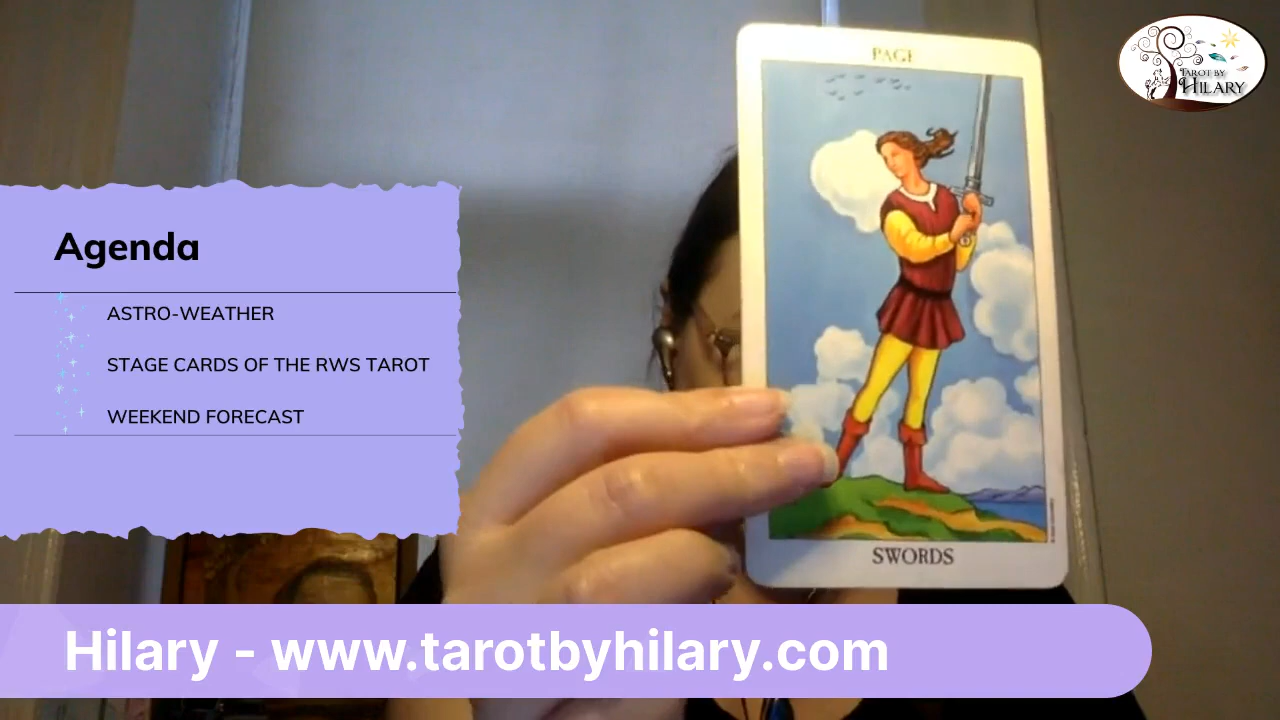 Agenda
ASTRO-WEATHER
STAGE CARDS OF THE RWS TAROT
WEEKEND FORECAST
PAGE
SWORDS
TAROT BY
HILARY
Hilary - www.tarotbyhilary.com